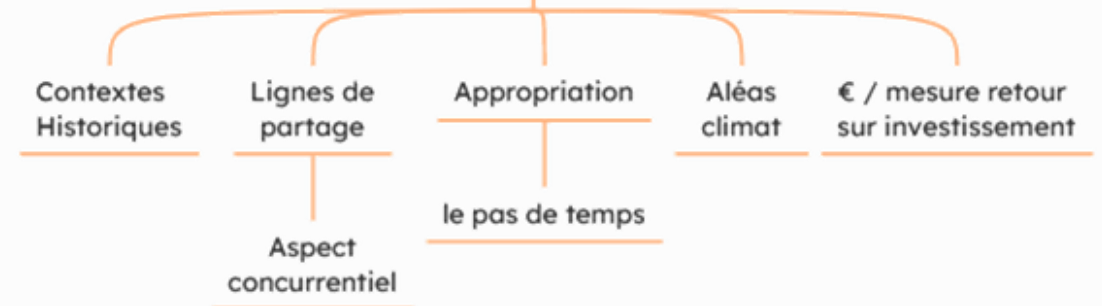 Contextes
Historiques
Lignes de
partage
Appropriation
Aléas
climat
€ / mesure retour
sur investissement
le pas de temps
Aspect
concurrentiel